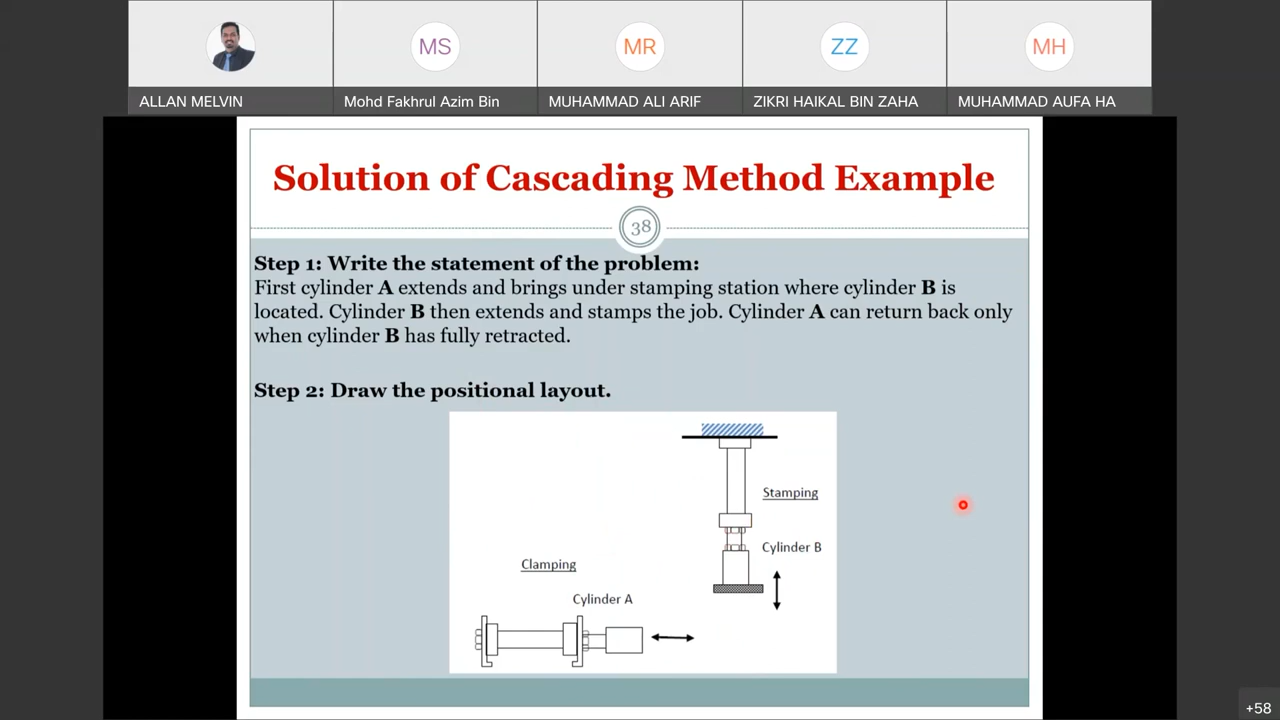 MS
MR
ZZ
MH
ALLAN MELVIN
Mohd Fakhrul Azim Bin
MUHAMMAD ALI ARIF
ZIKRI HAIKAL BIN ZAHA
MUHAMMAD AUFA HA
Solution of Cascading Method Example
38
Step 1: Write the statement of the problem:
First cylinder A extends and brings under stamping station where cylinder B is
located. Cylinder B then extends and stamps the job. Cylinder A can return back only
when cylinder B has fully retracted.
Step 2: Draw the positional layout.
Stamping
Cylinder B
Clamping
Cylinder A
+58